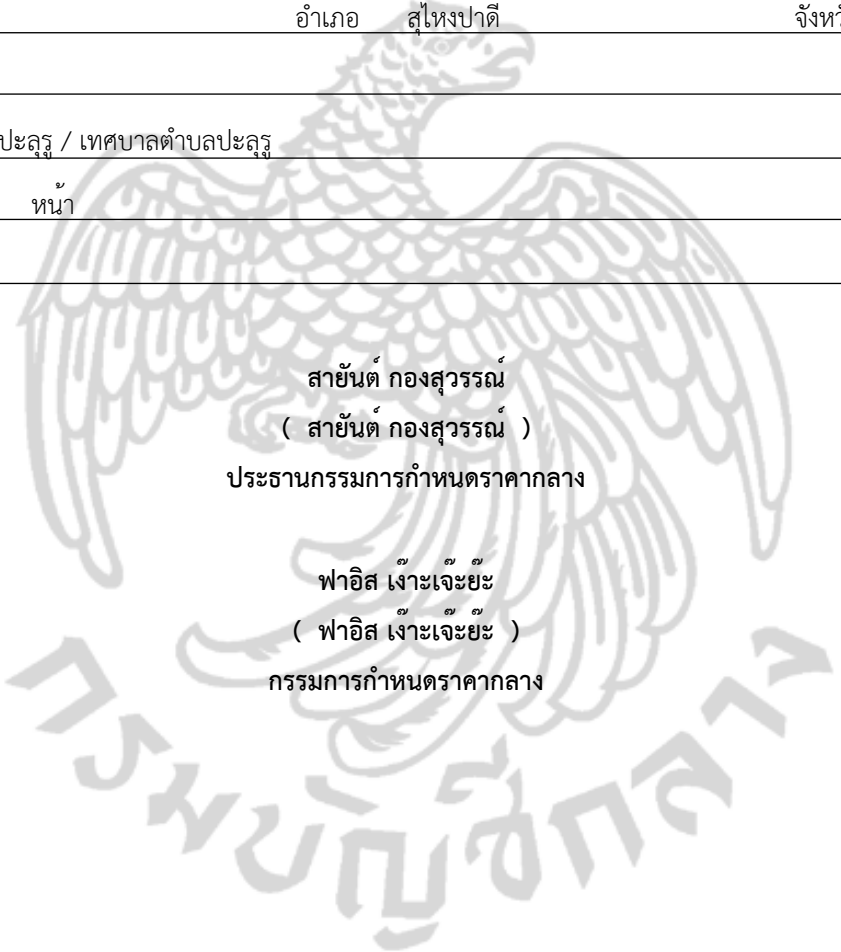 อำเภอ สุไหงปาดี จังหวั
ปะลุรู / เทศบาลตำบลปะลุรู
หน้า
สายันต์ กองสุวรรณ์
( สายันต์ กองสุวรรณ์ )
ประธานกรรมการกำหนดราคากลาง
ฟาอิส เง๊าะเจ๊ะย๊ะ
( ฟาอิส เง๊าะเจ๊ะย๊ะ )
กรรมการกำหนดราคากลาง
กรมบัญชีกลาง